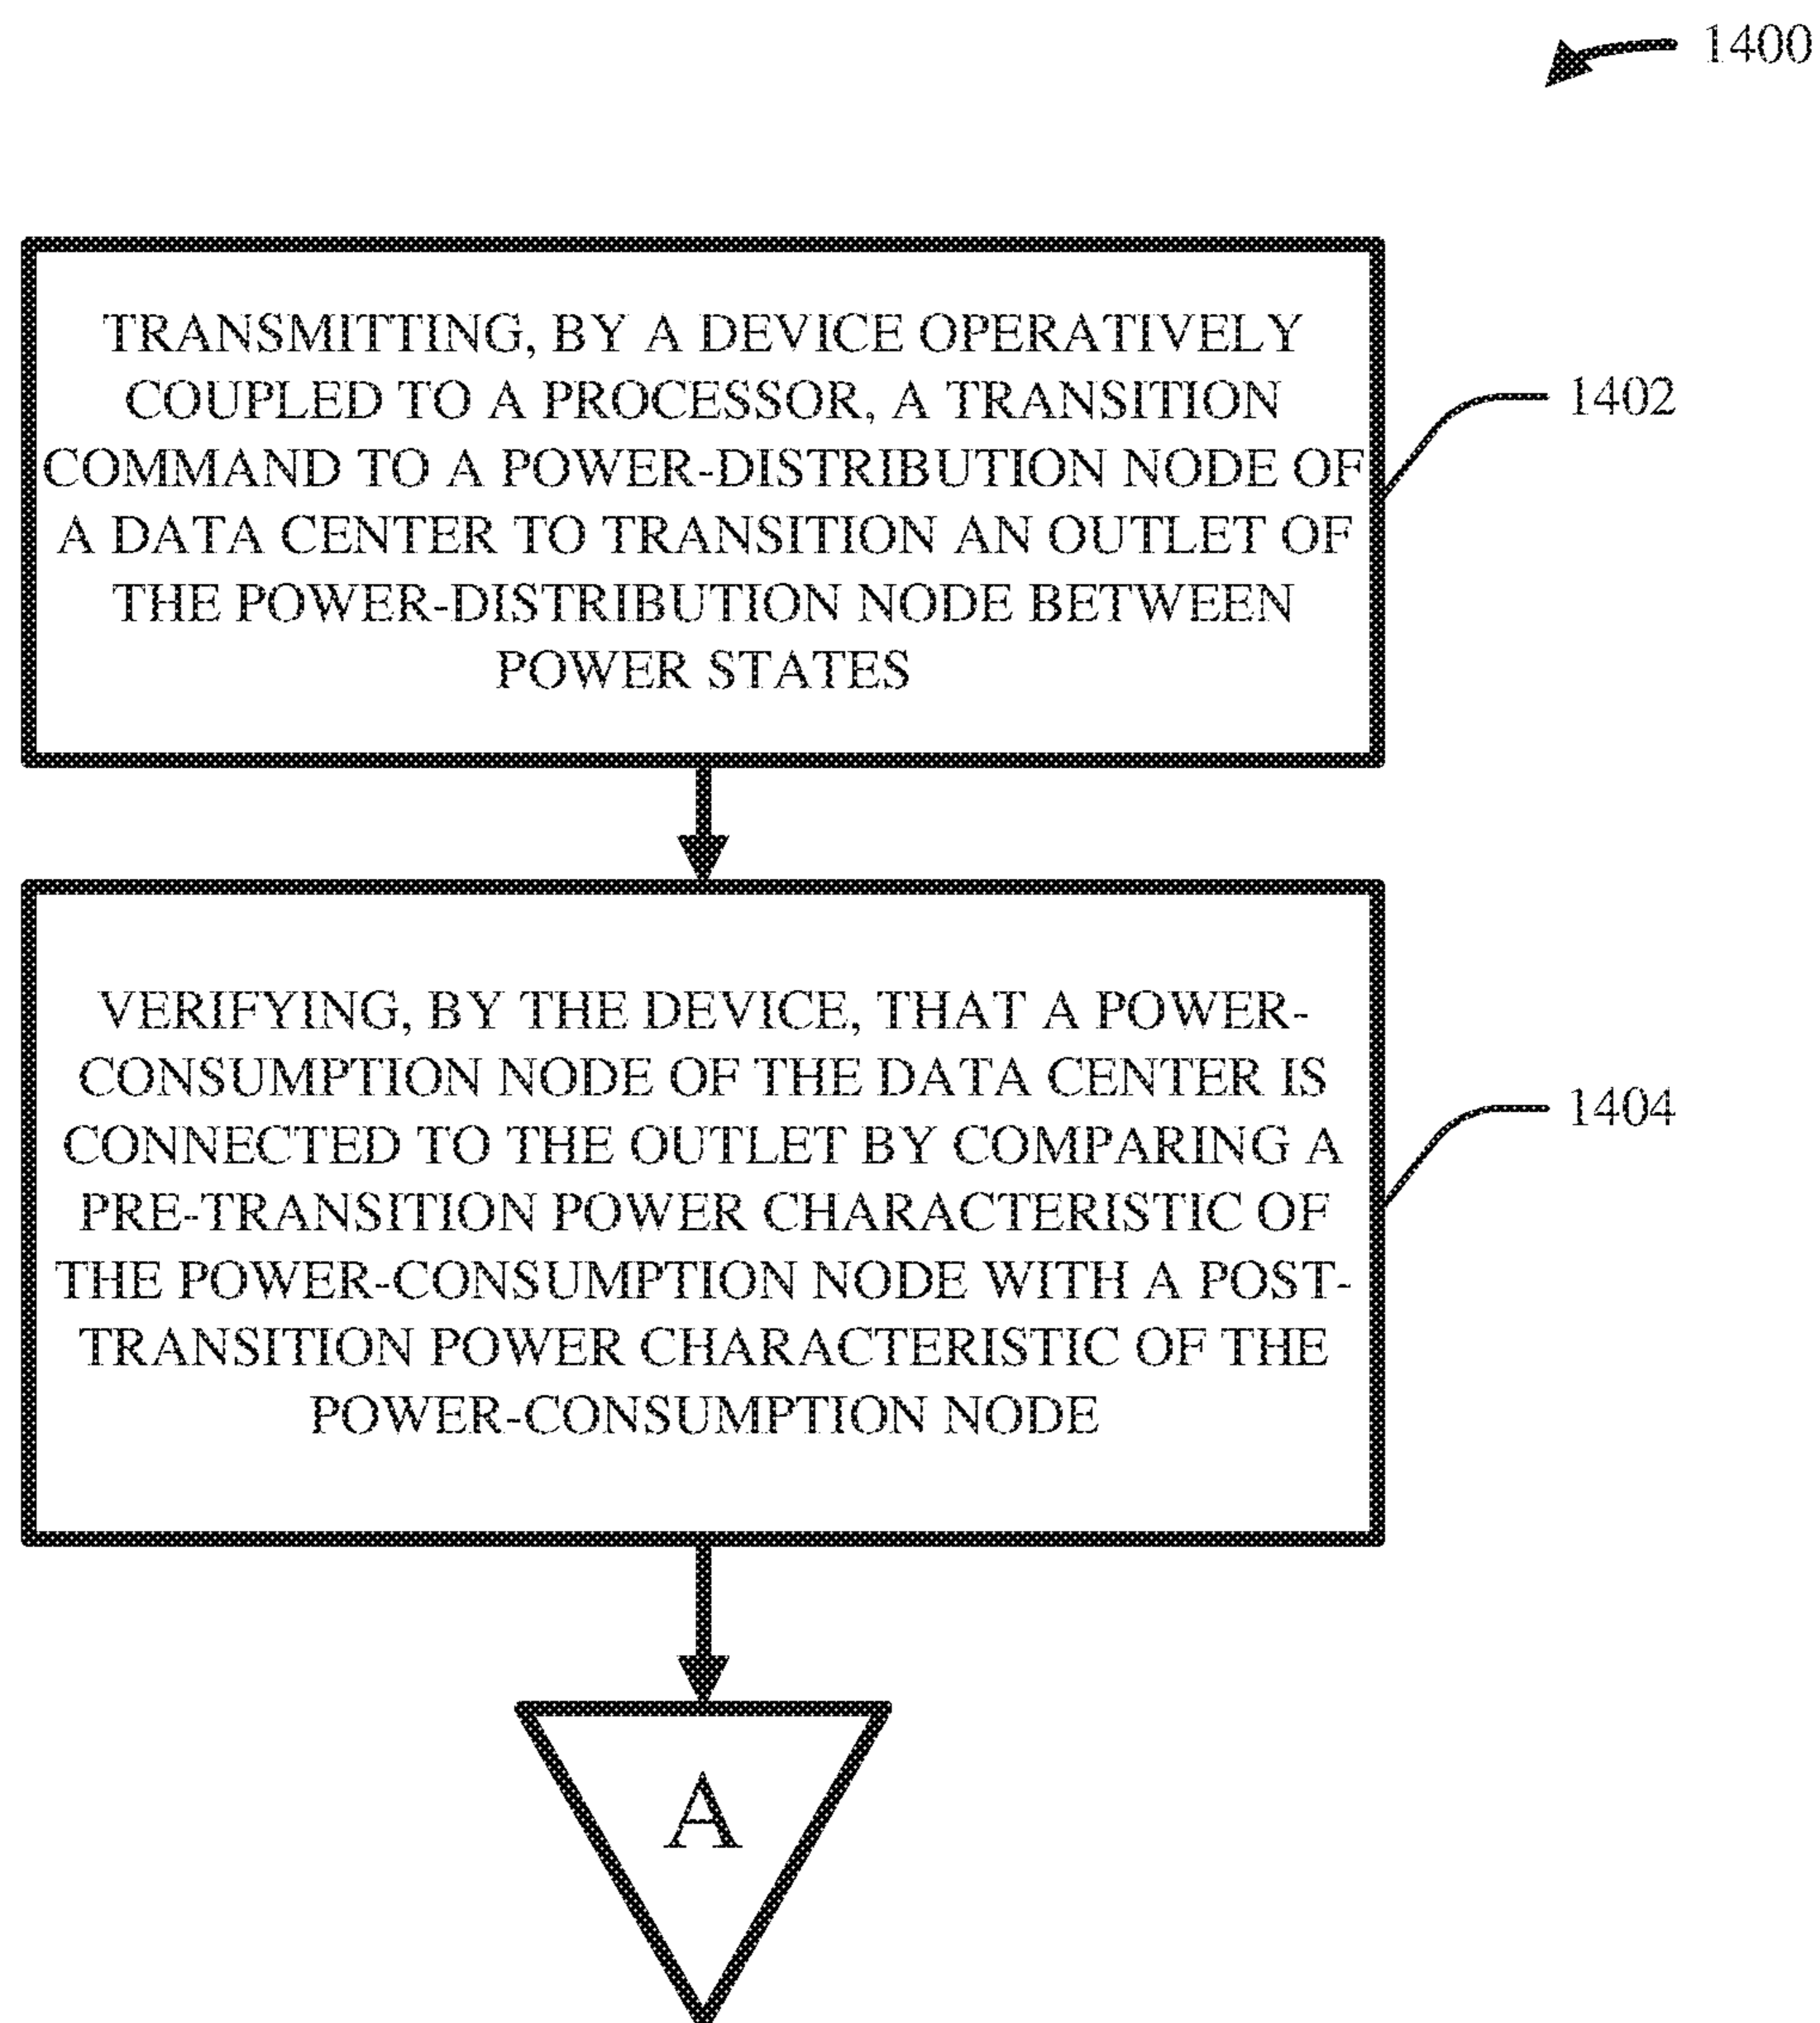 1400
TRANSMITTING, BY A DEVICE OPERATIVELY
COUPLED TO A PROCESSOR, A TRANSITION
COMMAND TO A POWER-DISTRIBUTION NODE OF
A DATA CENTER TO TRANSITION AN OUTLET OF
THE POWER-DISTRIBUTION NODE BETWEEN
POWER STATES
1402
VERIFYING, BY THE DEVICE, THAT A POWER-
CONSUMPTION NODE OF THE DATA CENTER IS
CONNECTED TO THE OUTLET BY COMPARING A
PRE-TRANSITION POWER CHARACTERISTIC OF
THE POWER-CONSUMPTION NODE WITH A POST-
TRANSITION POWER CHARACTERISTIC OF THE
POWER-CONSUMPTION NODE
1404
A